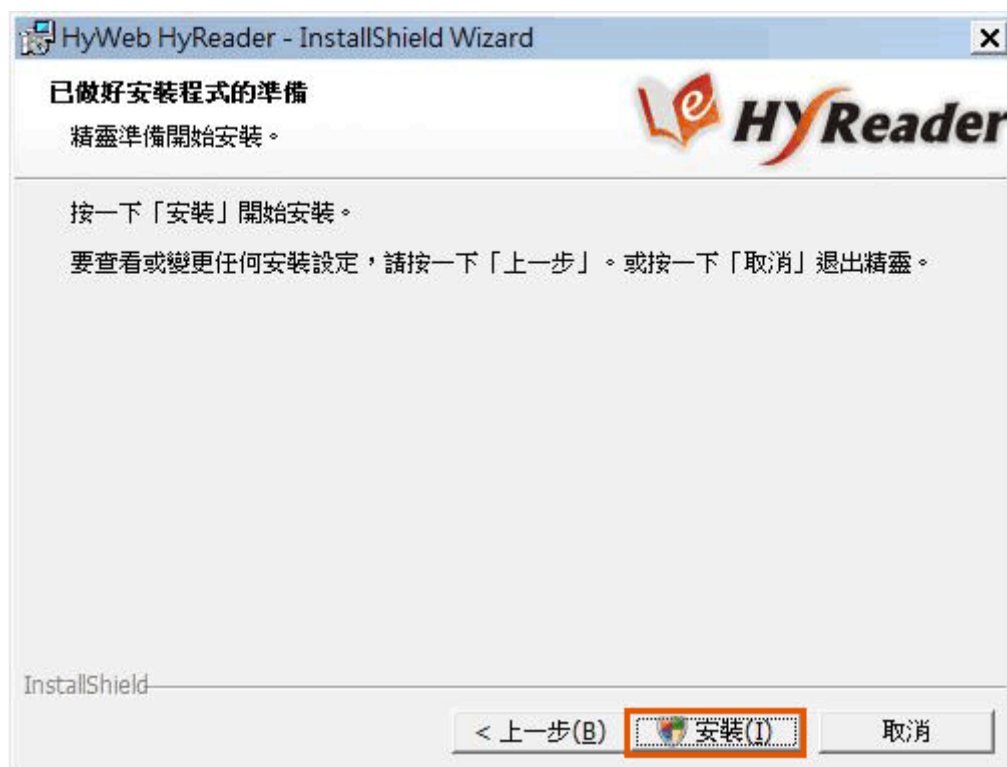 HyWeb HyReader - InstallShield Wizard
已做好安裝程式的準備
精靈準備開始安裝。
e HyReader
按一下「安裝」開始安裝。
要查看或變更任何安裝設定，請按一下「上一步」。或按一下「取消」退出精靈。
InstallShield
< 上一步(B) 安裝(I) 取消